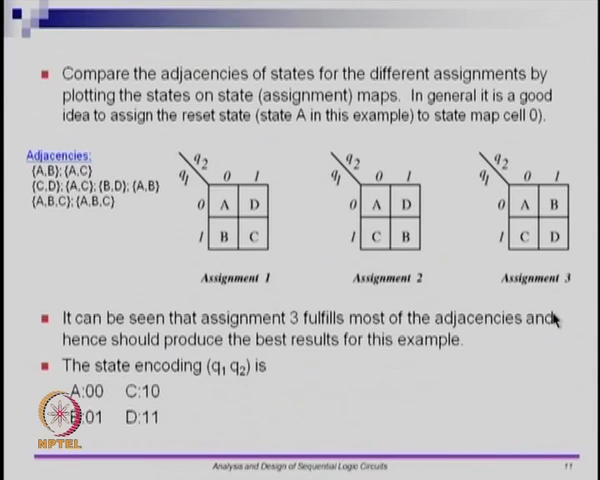 Compare the adjacencies of states for the different assignments by
plotting the states on state (assignment) maps. In general it is a good
idea to assign the reset state (state A in this example) to state map cell 0).
Adjacencies:
{A,B}; {A,C}
{C,D}; {A,C}; {B,D}; {A,B}
{A,B,C}; {A,B,C}
q2
q1 0 1
0 A D
1 B C
Assignment 1
q2
q1 0 1
0 A D
1 C B
Assignment 2
q2
q1 0 1
0 A B
1 C D
Assignment 3
It can be seen that assignment 3 fulfills most of the adjacencies and
hence should produce the best results for this example.
The state encoding (q1 q2) is
A:00 C:10
B:01 D:11
NPTEL
Analysis and Design of Sequential Logic Circuits
11